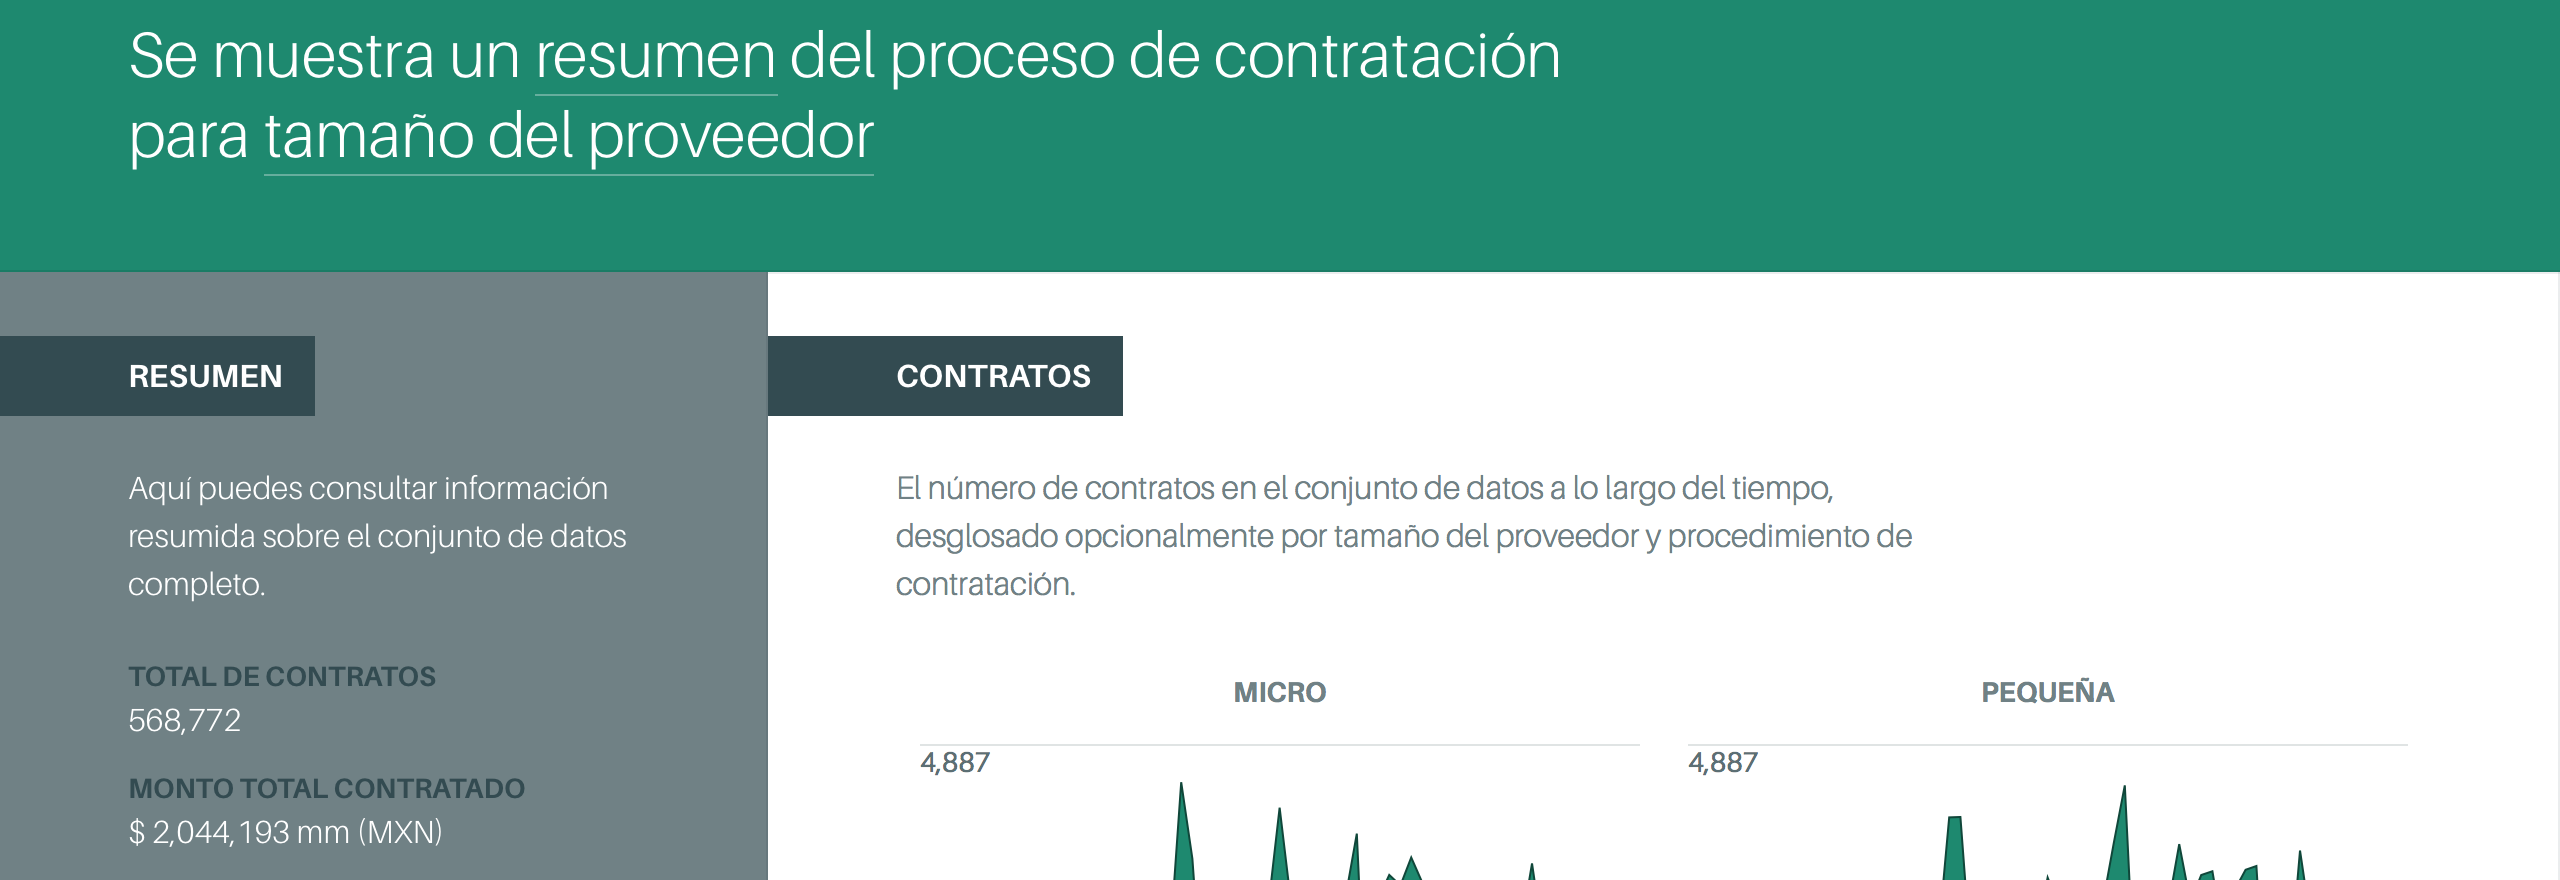 Se muestra un resumen del proceso de contratación
para tamaño del proveedor
RESUMEN
Aquí puedes consultar información
resumida sobre el conjunto de datos
completo.
TOTAL DE CONTRATOS
568,772
MONTO TOTAL CONTRATADO
$ 2,044,193 mm (MXN)
CONTRATOS
El número de contratos en el conjunto de datos a lo largo del tiempo,
desglosado opcionalmente por tamaño del proveedor y procedimiento de
contratación.
MICRO
4,887
PEQUEÑA
4,887